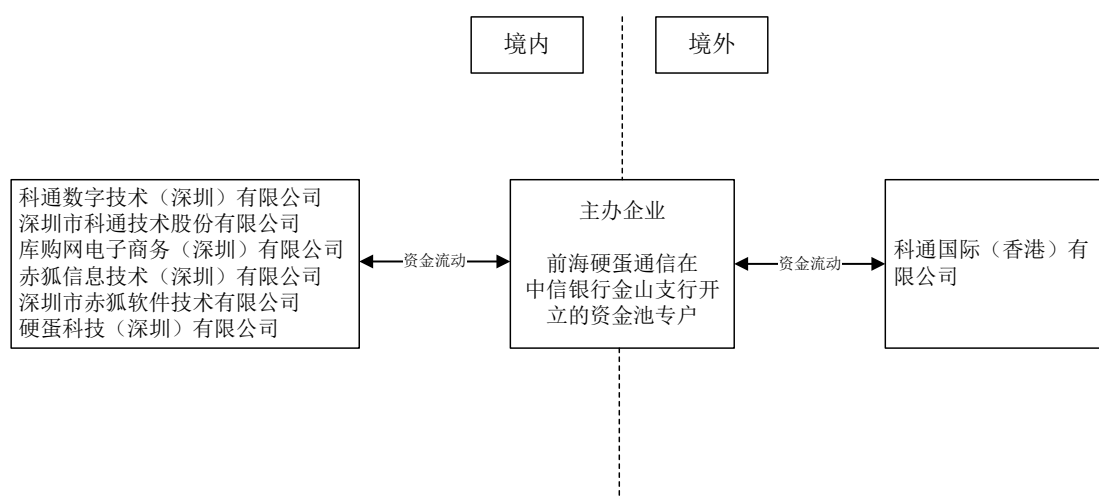 境内
境外
科通数字技术（深圳）有限公司
深圳市科通技术股份有限公司
库购网电子商务（深圳）有限公司
赤狐信息技术（深圳）有限公司
深圳市赤狐软件技术有限公司
硬蛋科技（深圳）有限公司
资金流动
主办企业
前海硬蛋通信在
中信银行金山支行开
立的资金池专户
资金流动
科通国际（香港）有
限公司